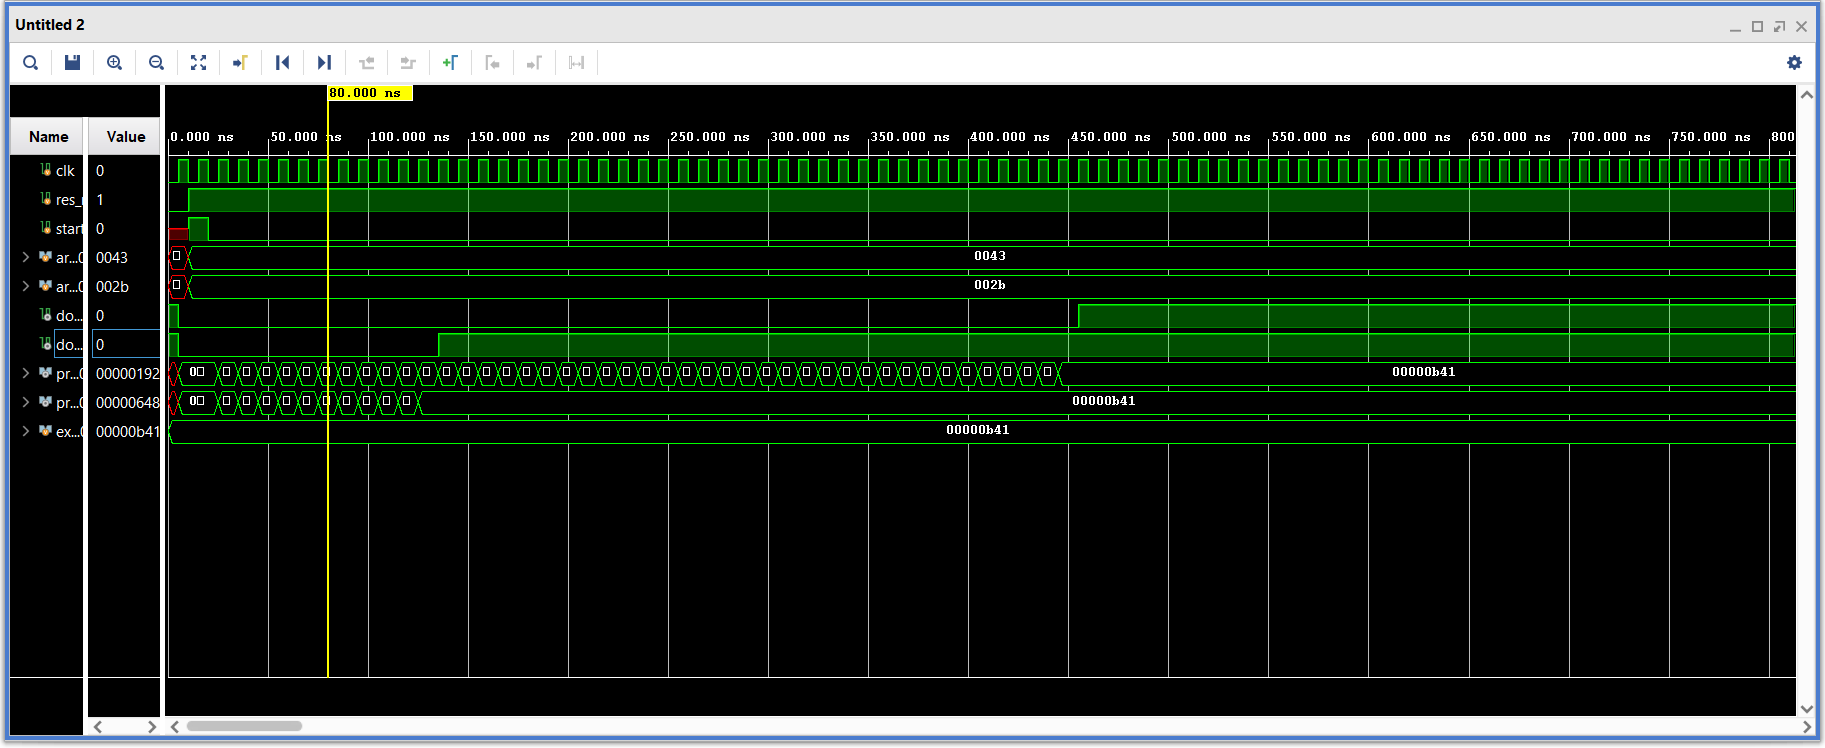 Untitled 2
80.000 ns
Name Value 0.000 ns 50.000 ns 100.000 ns 150.000 ns 200.000 ns 250.000 ns 300.000 ns 350.000 ns 400.000 ns 450.000 ns 500.000 ns 550.000 ns 600.000 ns 650.000 ns 700.000 ns 750.000 ns 800
clk 0
res_ 1
start 0
ar... 0043 0043
ar... 002b 002b
do... 0
do... 0
pr... 00000192 0 00000b41
pr... 00000648 0 00000b41
ex... 00000b41 00000b41